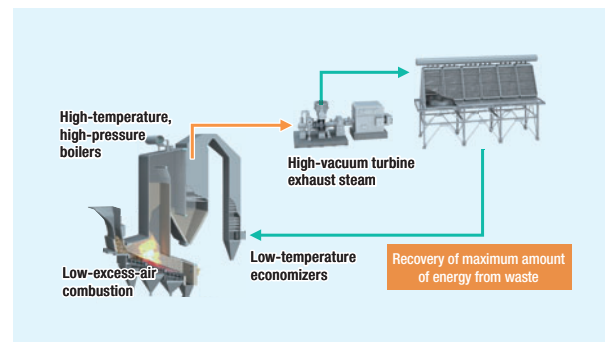 High-temperature,
high-pressure
boilers
High-vacuum turbine
exhaust steam
Low-temperature
economizers
Low-excess-air
combustion
Recovery of maximum amount
of energy from waste